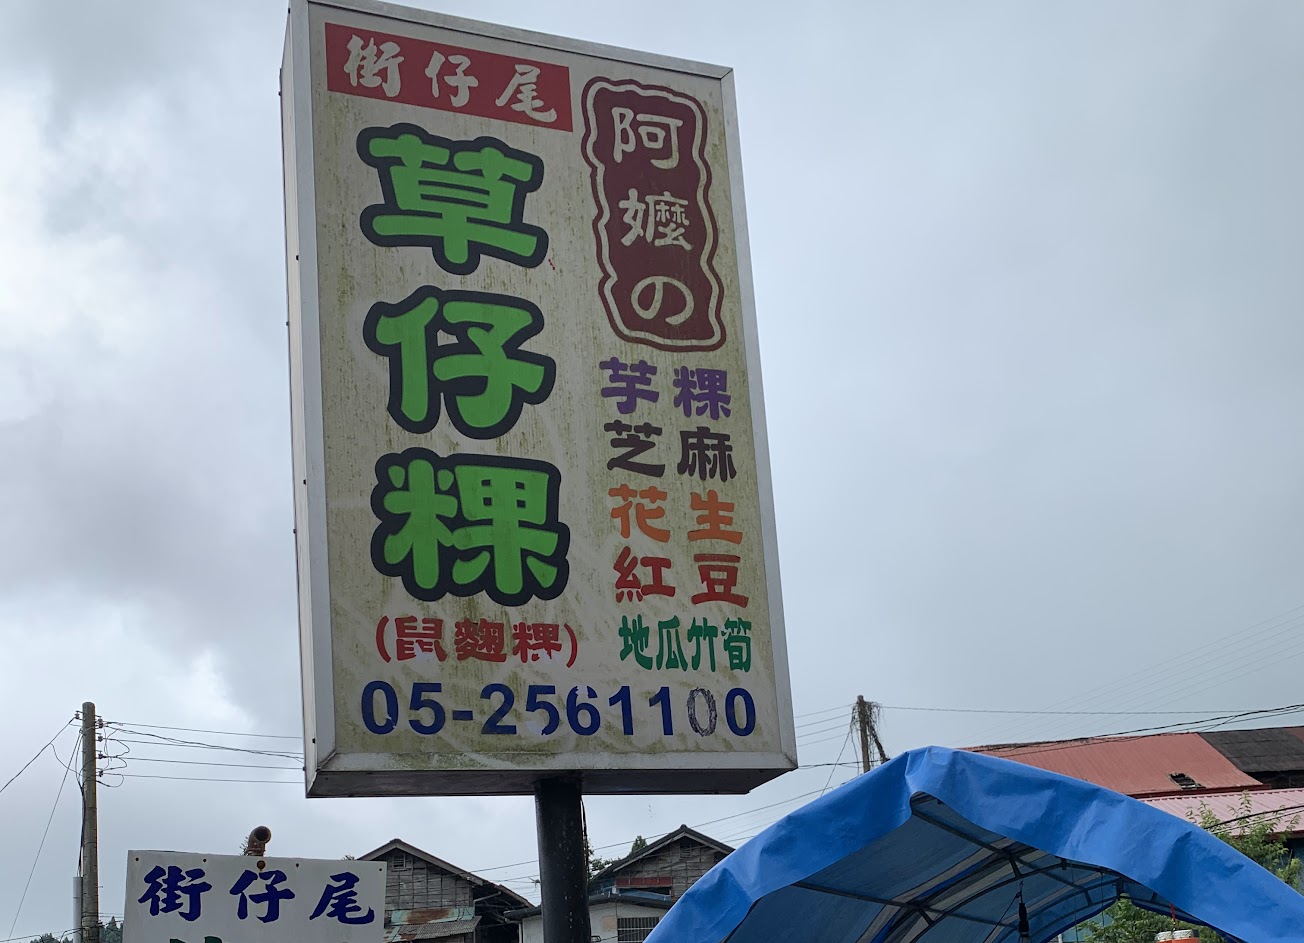 街仔尾
阿嬤の
草仔粿
(鼠麴粿)
芋粿
芝麻
花生
紅豆
地瓜竹筍
05-2561100
街仔尾